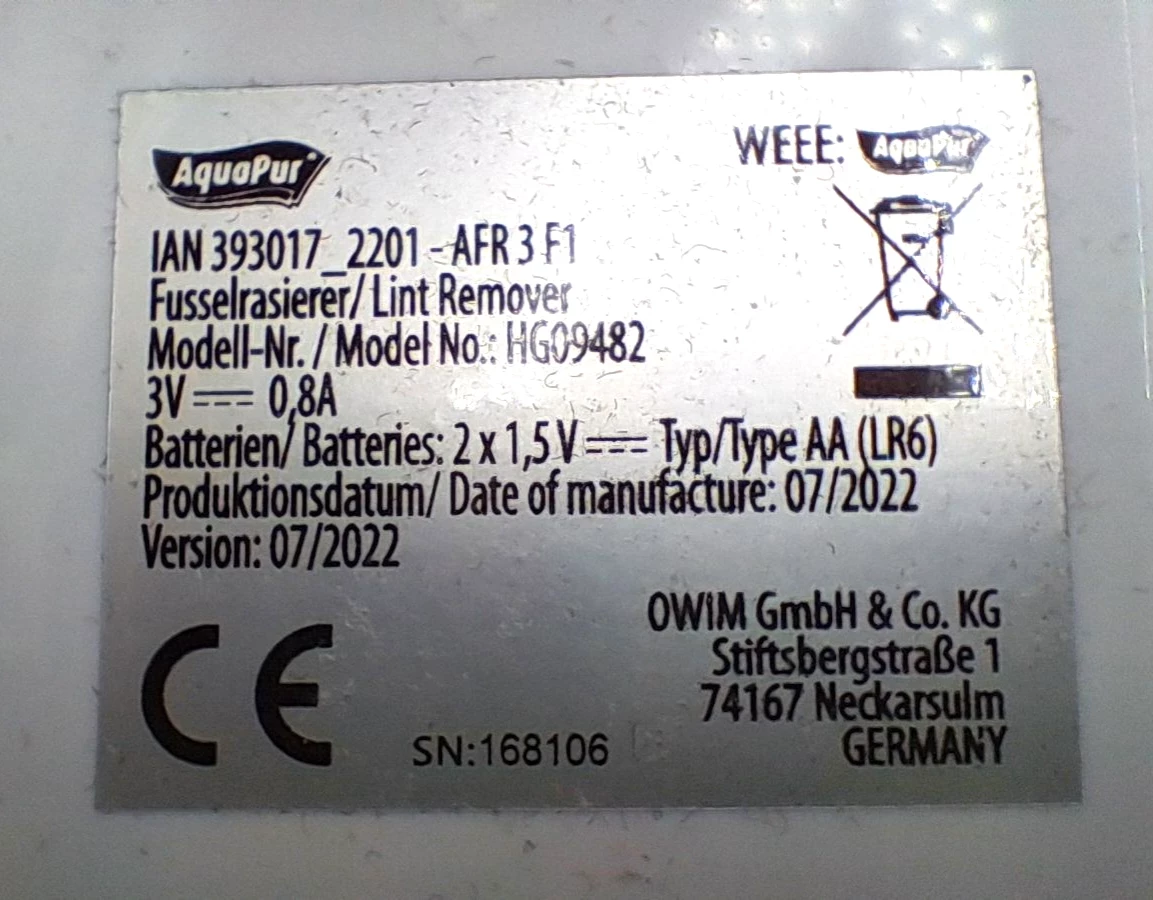 AquaPur®
WEEE: AquaPur
IAN 393017_2201 - AFR 3 F1
Fusselrasierer/ Lint Remover
Modell-Nr. / Model No.: HG09482
3V ⎓ 0,8A
Batterien/ Batteries: 2 x 1,5 V ⎓ Typ/Type AA (LR6)
Produktionsdatum/ Date of manufacture: 07/2022
Version: 07/2022
CE
SN:168106
OWIM GmbH & Co. KG
Stiftsbergstraße 1
74167 Neckarsulm
GERMANY